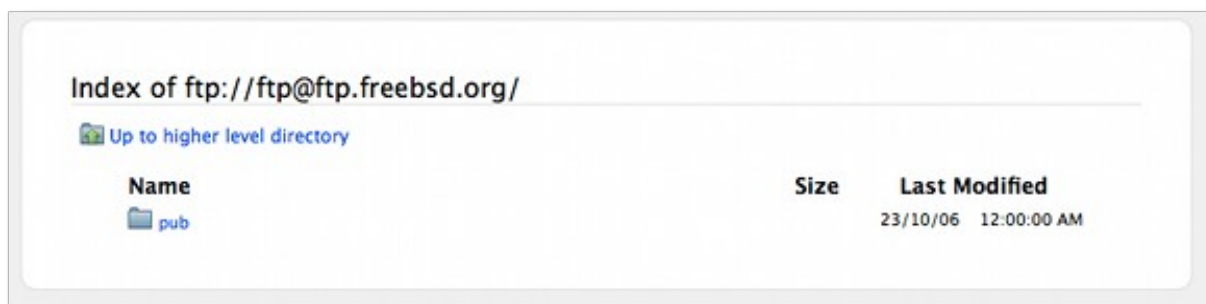 Index of ftp://ftp@ftp.freebsd.org/
Up to higher level directory
Name Size Last Modified
pub 23/10/06 12:00:00 AM